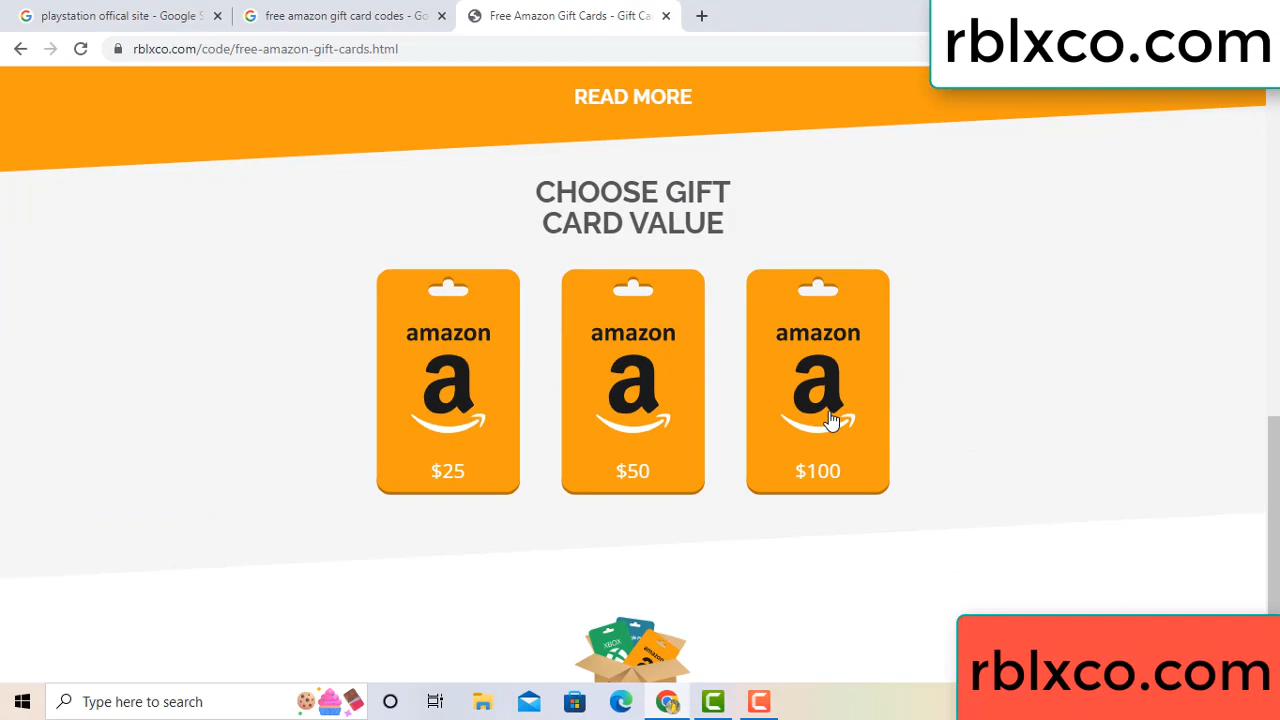 playstation offical site - Google S
free amazon gift card codes - Go
Free Amazon Gift Cards - Gift Ca
rblxco.com/code/free-amazon-gift-cards.html
rblxco.com
READ MORE
CHOOSE GIFT
CARD VALUE
amazon amazon amazon
a a a
$25 $50 $100
XBOX
amazon
rblxco.com
Type here to search